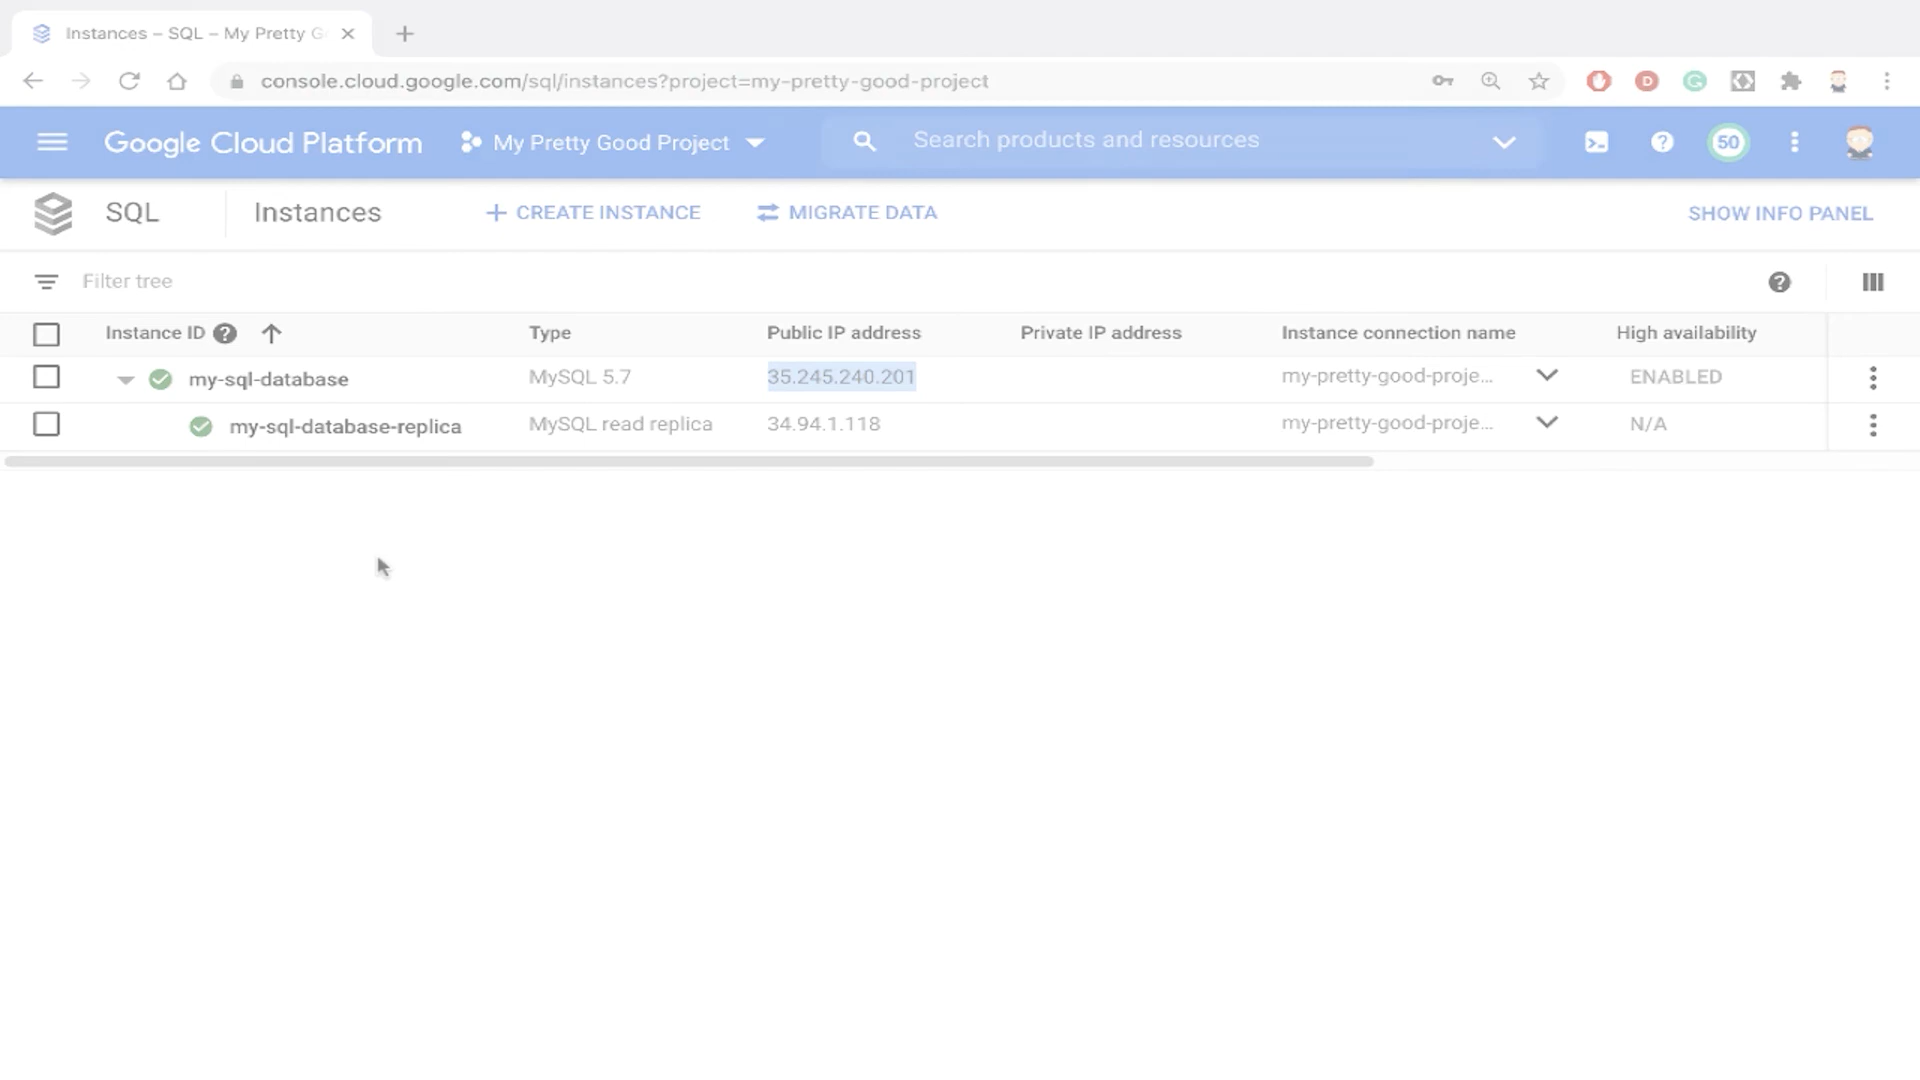 Instances – SQL – My Pretty G
console.cloud.google.com/sql/instances?project=my-pretty-good-project
D
G
Google Cloud Platform
My Pretty Good Project
Search products and resources
?
50
SQL
Instances
+ CREATE INSTANCE
MIGRATE DATA
SHOW INFO PANEL
Filter tree
?
Instance ID ? Type Public IP address Private IP address Instance connection name High availability
my-sql-database MySQL 5.7 35.245.240.201 my-pretty-good-proje... ENABLED
my-sql-database-replica MySQL read replica 34.94.1.118 my-pretty-good-proje... N/A